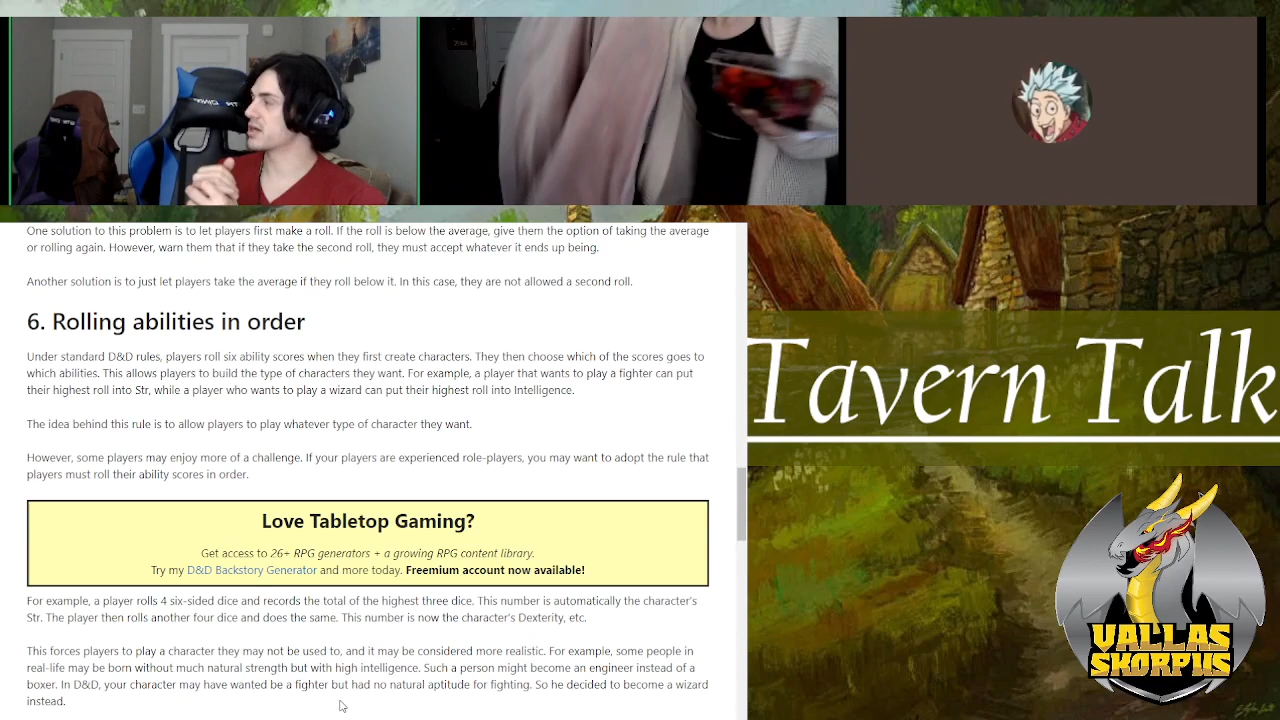 One solution to this problem is to let players first make a roll. If the roll is below the average, give them the option of taking the average
or rolling again. However, warn them that if they take the second roll, they must accept whatever it ends up being.
Another solution is to just let players take the average if they roll below it. In this case, they are not allowed a second roll.
6. Rolling abilities in order
Under standard D&D rules, players roll six ability scores when they first create characters. They then choose which of the scores goes to
which abilities. This allows players to build the type of characters they want. For example, a player that wants to play a fighter can put
their highest roll into Str, while a player who wants to play a wizard can put their highest roll into Intelligence.
The idea behind this rule is to allow players to play whatever type of character they want.
However, some players may enjoy more of a challenge. If your players are experienced role-players, you may want to adopt the rule that
players must roll their ability scores in order.
Love Tabletop Gaming?
Get access to 26+ RPG generators + a growing RPG content library.
Try my D&D Backstory Generator and more today. Freemium account now available!
For example, a player rolls 4 six-sided dice and records the total of the highest three dice. This number is automatically the character's
Str. The player then rolls another four dice and does the same. This number is now the character's Dexterity, etc.
This forces players to play a character they may not be used to, and it may be considered more realistic. For example, some people in
real-life may be born without much natural strength but with high intelligence. Such a person might become an engineer instead of a
boxer. In D&D, your character may have wanted be a fighter but had no natural aptitude for fighting. So he decided to become a wizard
instead.
Tavern Talk
VALLAS
SKORPUS